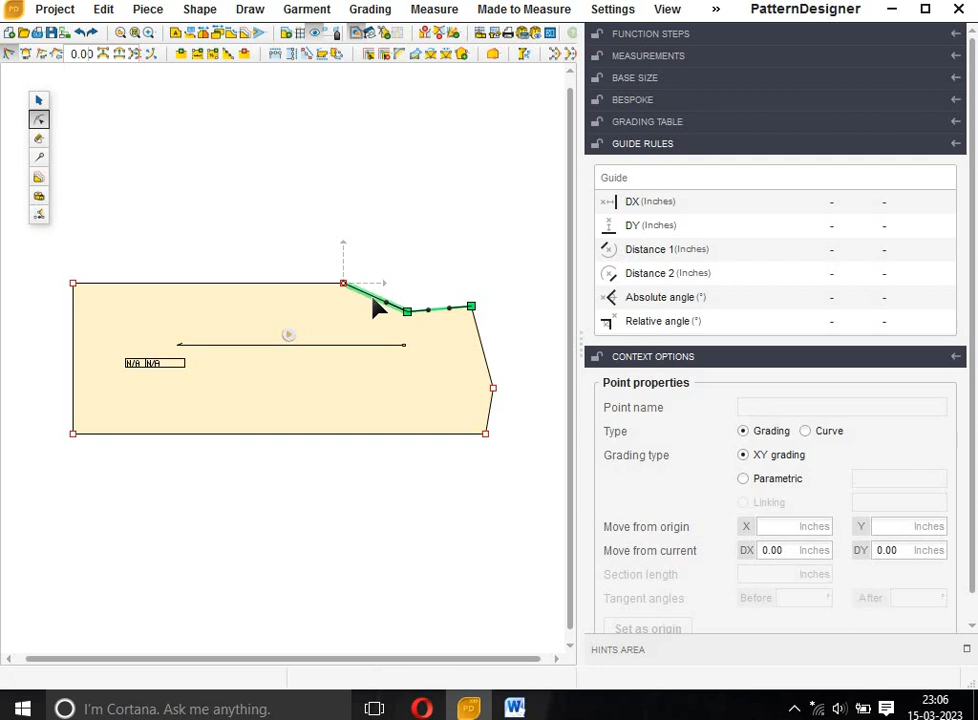 PD
Project Edit Piece Shape Draw Garment Grading Measure Made to Measure Settings View » PatternDesigner
0.00
FUNCTION STEPS
MEASUREMENTS
BASE SIZE
BESPOKE
GRADING TABLE
GUIDE RULES
Guide
DX (Inches) - -
DY (Inches) - -
Distance 1 (Inches) - -
Distance 2 (Inches) - -
Absolute angle (°) - -
Relative angle (°) - -
N/A N/A
CONTEXT OPTIONS
Point properties
Point name
Type Grading Curve
Grading type XY grading
Parametric
Linking
Move from origin X Inches Y Inches
Move from current DX 0.00 Inches DY 0.00 Inches
Section length Inches
Tangent angles Before ° After °
Set as origin
HINTS AREA
I'm Cortana. Ask me anything.
PD
W
23:06
15-03-2023